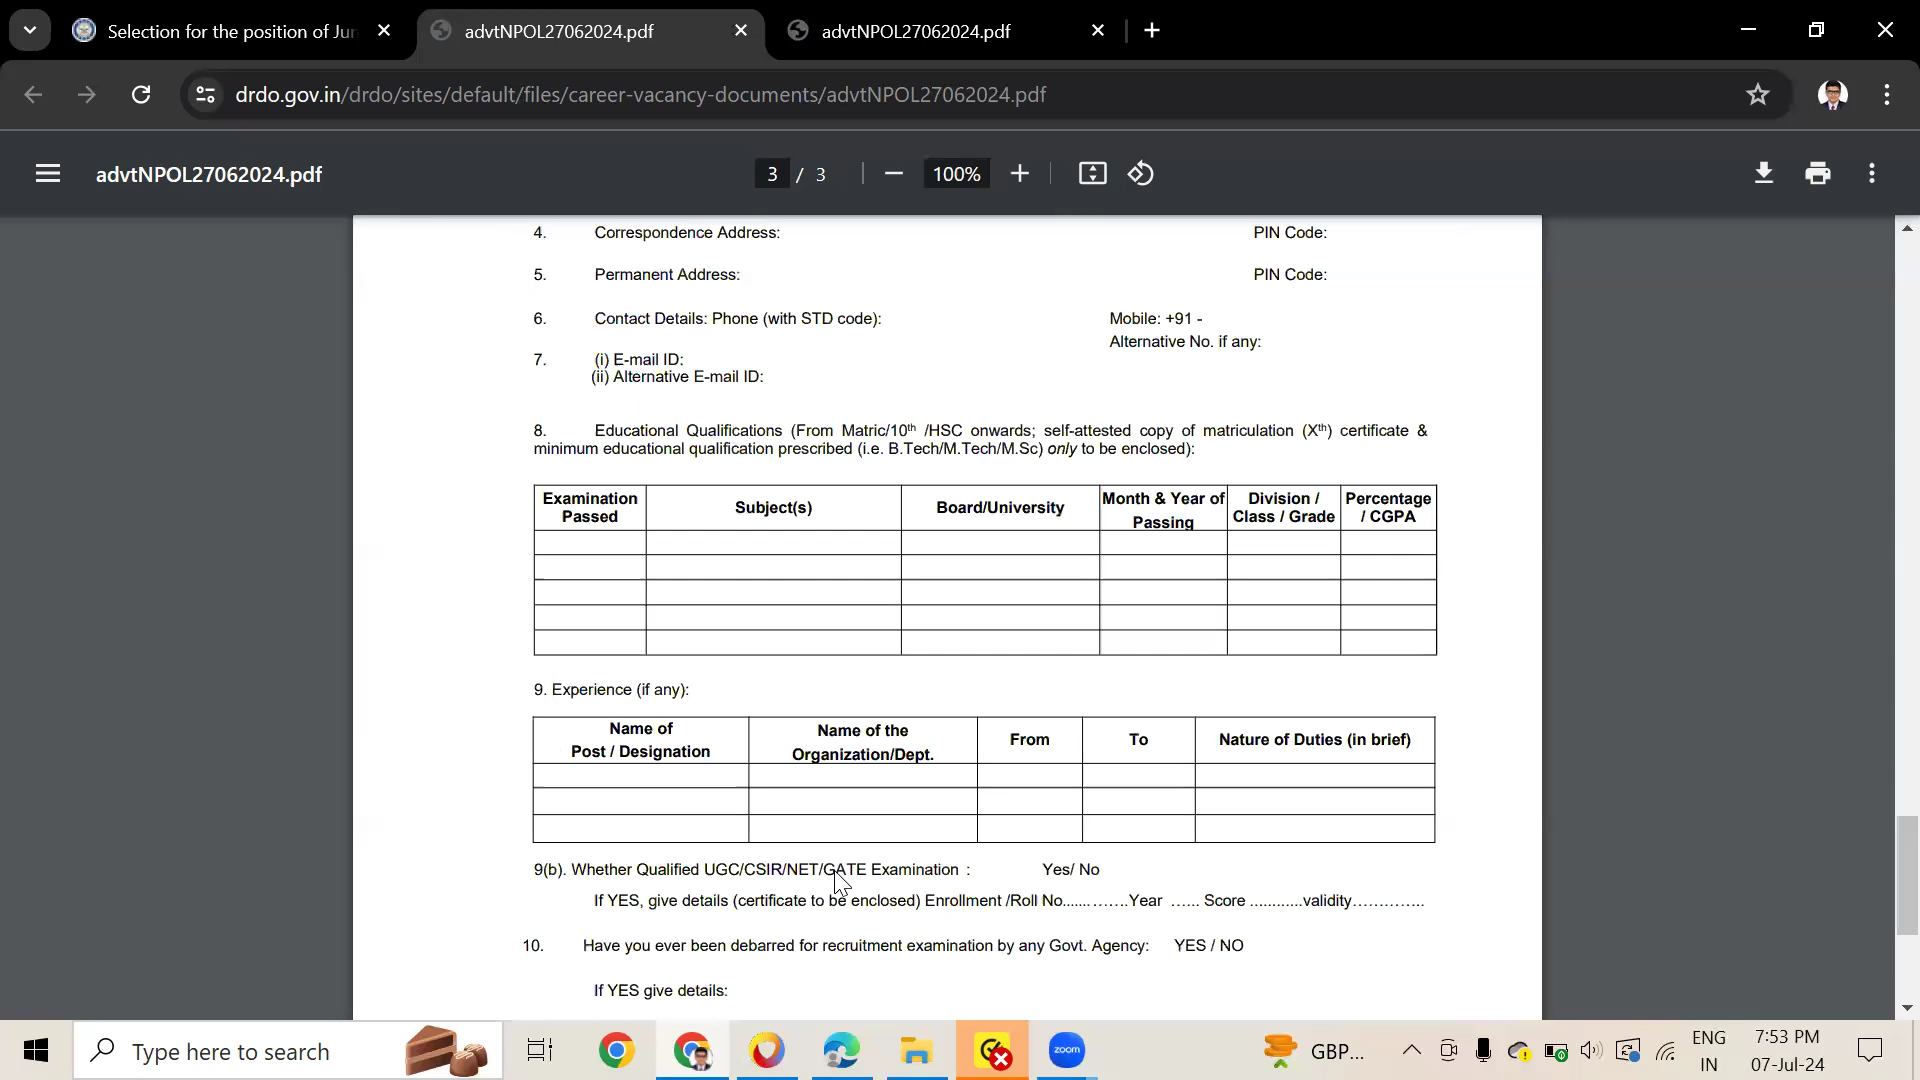 Selection for the position of Jun
advtNPOL27062024.pdf
advtNPOL27062024.pdf
drdo.gov.in/drdo/sites/default/files/career-vacancy-documents/advtNPOL27062024.pdf
advtNPOL27062024.pdf
3 / 3
100%
4. Correspondence Address: PIN Code:
5. Permanent Address: PIN Code:
6. Contact Details: Phone (with STD code): Mobile: +91 -
Alternative No. if any:
7. (i) E-mail ID:
(ii) Alternative E-mail ID:
8. Educational Qualifications (From Matric/10th /HSC onwards; self-attested copy of matriculation (Xth) certificate &
minimum educational qualification prescribed (i.e. B.Tech/M.Tech/M.Sc) only to be enclosed):
Examination Passed Subject(s) Board/University Month & Year of Passing Division / Class / Grade Percentage / CGPA
9. Experience (if any):
Name of Post / Designation Name of the Organization/Dept. From To Nature of Duties (in brief)
9(b). Whether Qualified UGC/CSIR/NET/GATE Examination : Yes/ No
If YES, give details (certificate to be enclosed) Enrollment /Roll No.............Year ...... Score ............validity..............
10. Have you ever been debarred for recruitment examination by any Govt. Agency: YES / NO
If YES give details:
Type here to search
zoom
GBP...
ENG
IN
7:53 PM
07-Jul-24